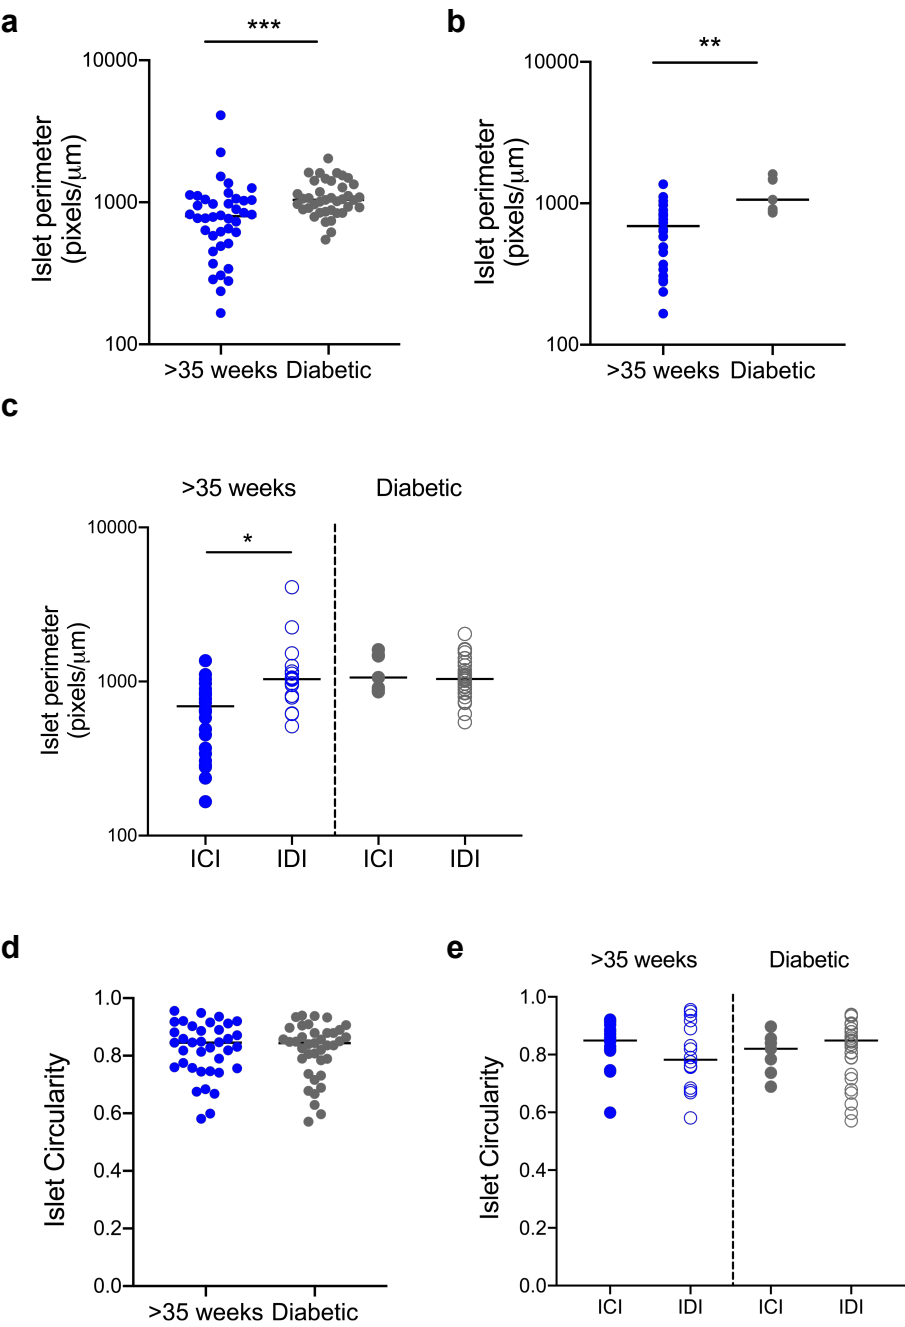 a
***
10000
1000
100
Islet perimeter
(pixels/μm)
>35 weeks Diabetic
b
**
10000
1000
100
Islet perimeter
(pixels/μm)
>35 weeks Diabetic
c
>35 weeks Diabetic
*
10000
1000
100
Islet perimeter
(pixels/μm)
ICI IDI ICI IDI
d
1.0
0.8
0.6
0.4
0.2
0.0
Islet Circularity
>35 weeks Diabetic
e
>35 weeks Diabetic
1.0
0.8
0.6
0.4
0.2
0.0
Islet Circularity
ICI IDI ICI IDI